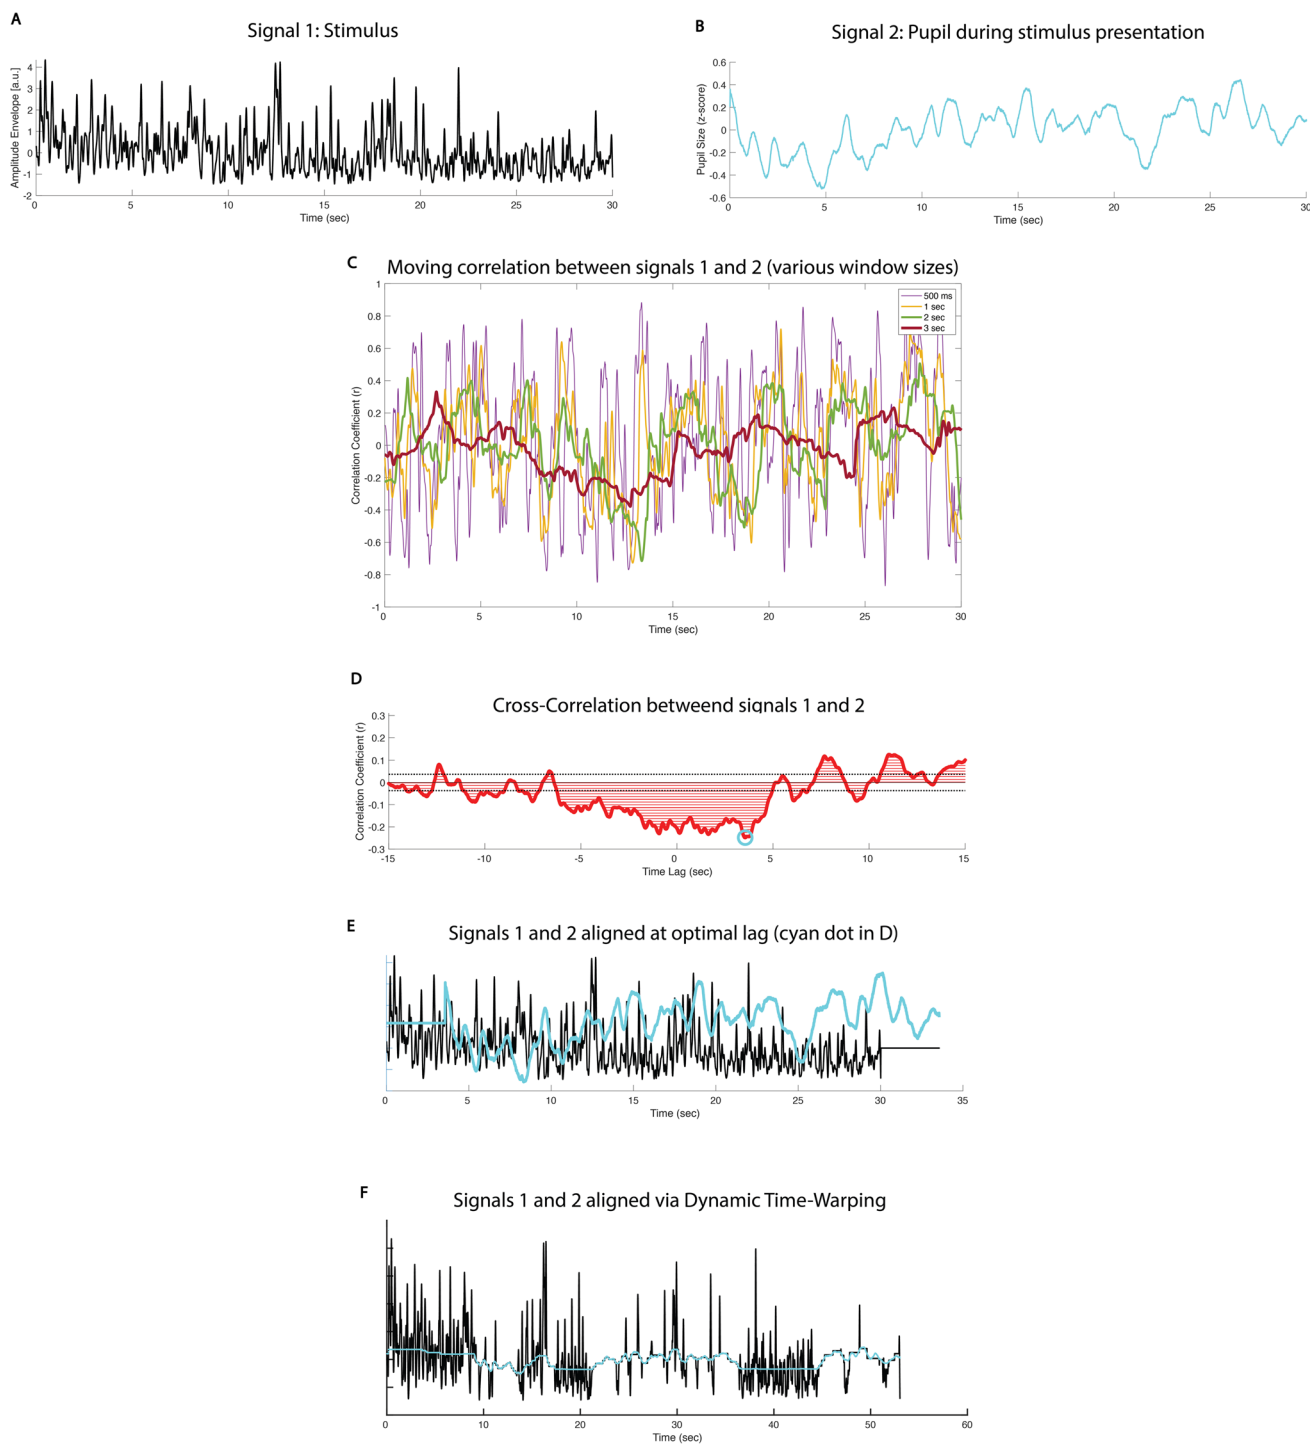 A
Signal 1: Stimulus
Amplitude Envelope [a.u.]
4
3
2
1
0
-1
-2
0 5 10 15 20 25 30
Time (sec)
B
Signal 2: Pupil during stimulus presentation
Pupil Size (z-score)
0.6
0.4
0.2
0
-0.2
-0.4
-0.6
0 5 10 15 20 25 30
Time (sec)
C
Moving correlation between signals 1 and 2 (various window sizes)
Correlation Coefficient (r)
1
0.8
0.6
0.4
0.2
0
-0.2
-0.4
-0.6
-0.8
-1
500 ms
1 sec
2 sec
3 sec
0 5 10 15 20 25 30
Time (sec)
D
Cross-Correlation betweend signals 1 and 2
Correlation Coefficient (r)
0.3
0.2
0.1
0
-0.1
-0.2
-0.3
-15 -10 -5 0 5 10 15
Time Lag (sec)
E
Signals 1 and 2 aligned at optimal lag (cyan dot in D)
0 5 10 15 20 25 30 35
Time (sec)
F
Signals 1 and 2 aligned via Dynamic Time-Warping
0 10 20 30 40 50 60
Time (sec)